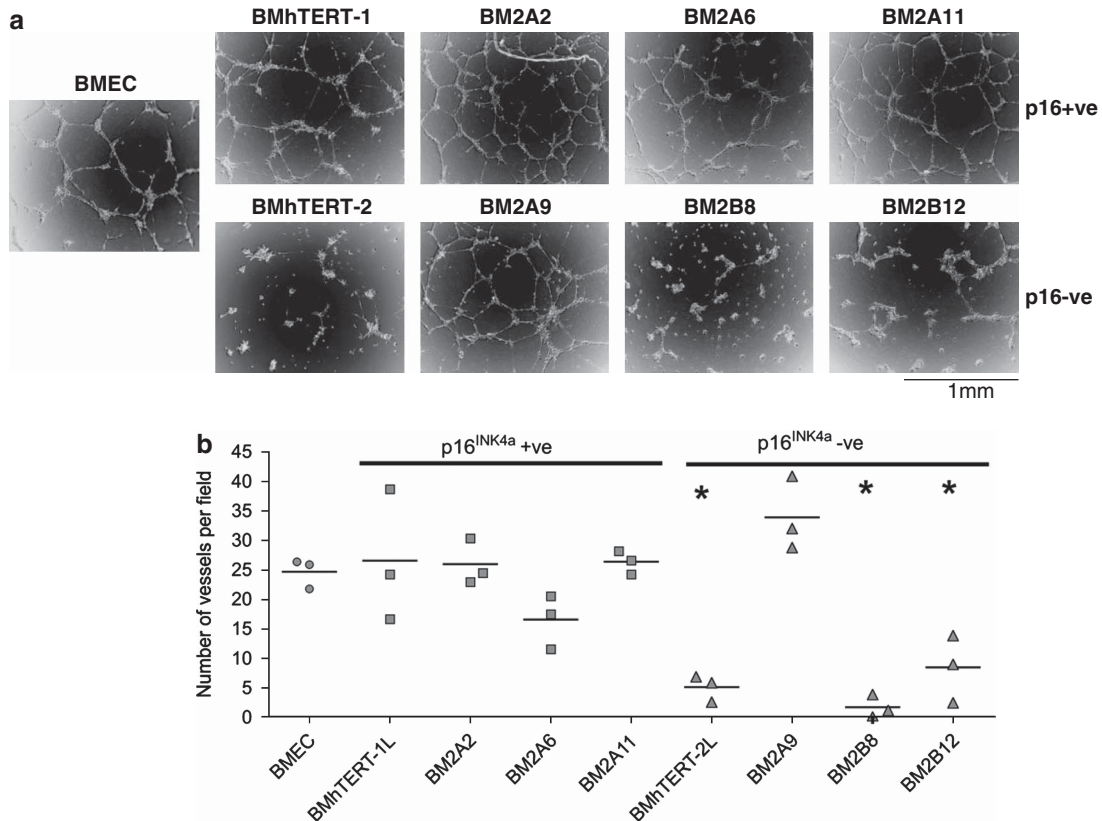 a
BMhTERT-1 BM2A2 BM2A6 BM2A11
BMEC
p16+ve
BMhTERT-2 BM2A9 BM2B8 BM2B12
p16-ve
1mm
b
p16INK4a +ve
p16INK4a -ve
Number of vessels per field
45
40
35
30
25
20
15
10
5
0
* * *
BMEC
BMhTERT-1L
BM2A2
BM2A6
BM2A11
BMhTERT-2L
BM2A9
BM2B8
BM2B12